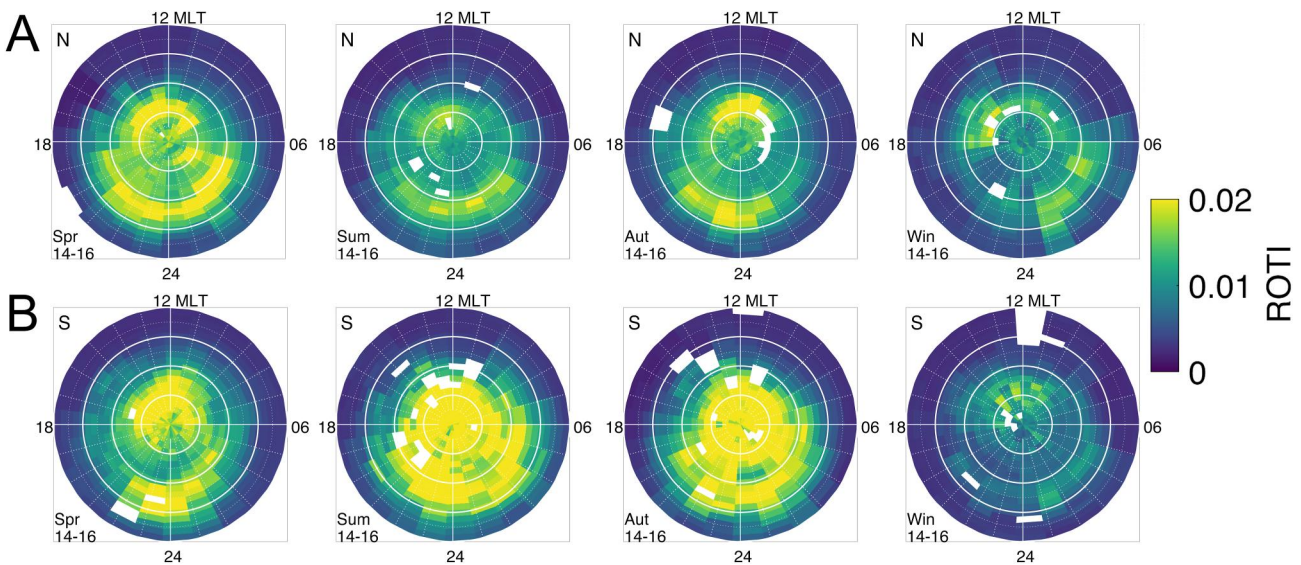 A
12 MLT 12 MLT 12 MLT 12 MLT
N N N N
18 06 18 06 18 06 18 06
Spr Sum Aut Win
14-16 14-16 14-16 14-16
24 24 24 24
0.02
0.01
0
ROTI
B
12 MLT 12 MLT 12 MLT 12 MLT
S S S S
18 06 18 06 18 06 18 06
Spr Sum Aut Win
14-16 14-16 14-16 14-16
24 24 24 24